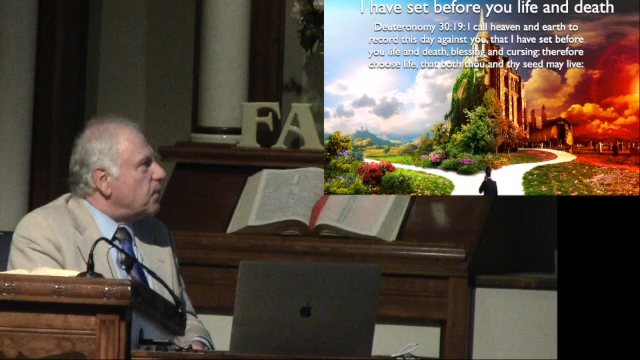 I have set before you life and death
Deuteronomy 30:19: I call heaven and earth to
record this day against you, that I have set before
you life and death, blessing and cursing: therefore
choose life, that both thou and thy seed may live:
FA